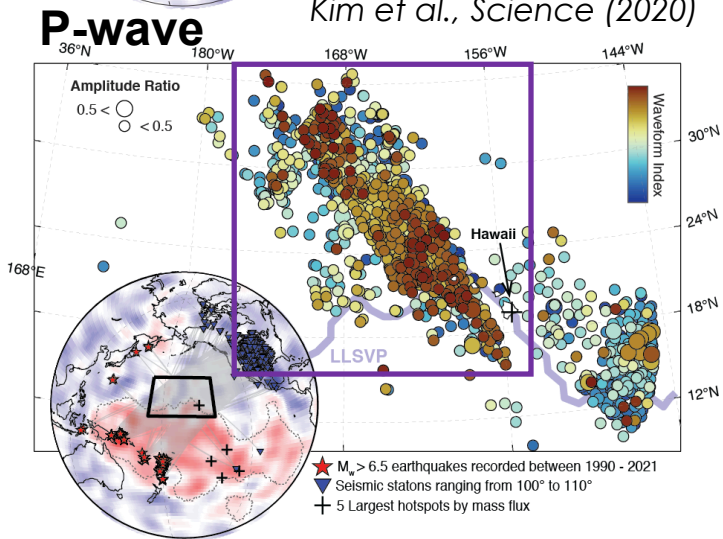 Kim et al., Science (2020)
P-wave
36°N
180°W
168°W
156°W
144°W
Amplitude Ratio
0.5 <
< 0.5
Waveform Index
30°N
24°N
Hawaii
168°E
18°N
LLSVP
12°N
Mw > 6.5 earthquakes recorded between 1990 - 2021
Seismic statons ranging from 100° to 110°
5 Largest hotspots by mass flux